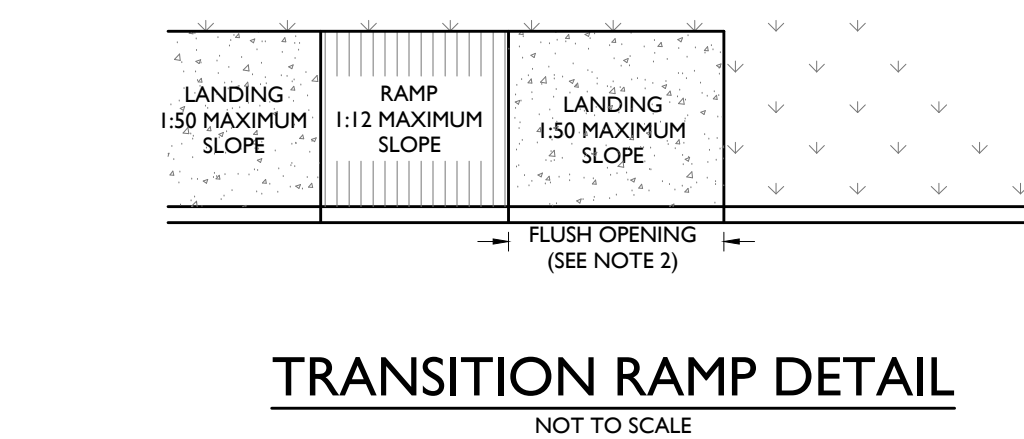 LANDING
1:50 MAXIMUM
SLOPE
RAMP
1:12 MAXIMUM
SLOPE
LANDING
1:50 MAXIMUM
SLOPE
FLUSH OPENING
(SEE NOTE 2)
TRANSITION RAMP DETAIL
NOT TO SCALE